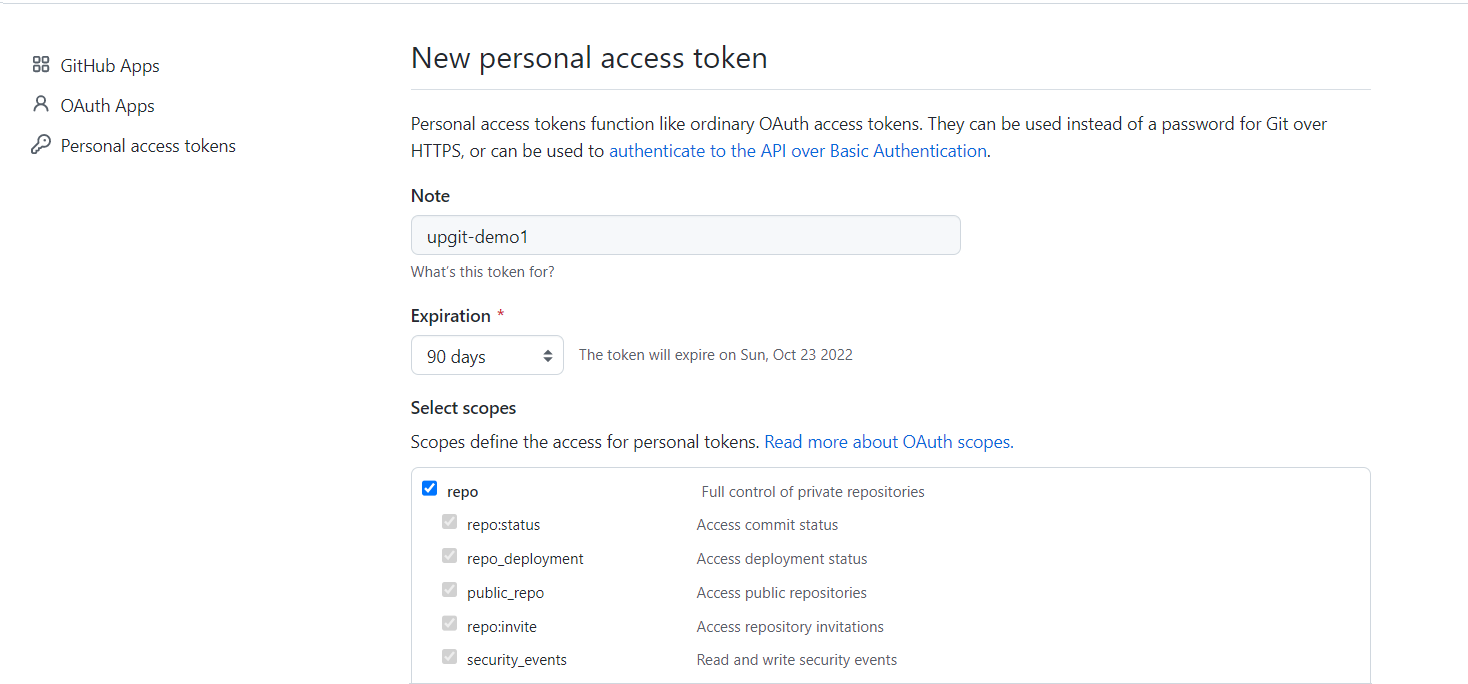 GitHub Apps
OAuth Apps
Personal access tokens
New personal access token
Personal access tokens function like ordinary OAuth access tokens. They can be used instead of a password for Git over
HTTPS, or can be used to authenticate to the API over Basic Authentication.
Note
upgit-demo1
What's this token for?
Expiration *
90 days The token will expire on Sun, Oct 23 2022
Select scopes
Scopes define the access for personal tokens. Read more about OAuth scopes.
repo Full control of private repositories
repo:status Access commit status
repo_deployment Access deployment status
public_repo Access public repositories
repo:invite Access repository invitations
security_events Read and write security events